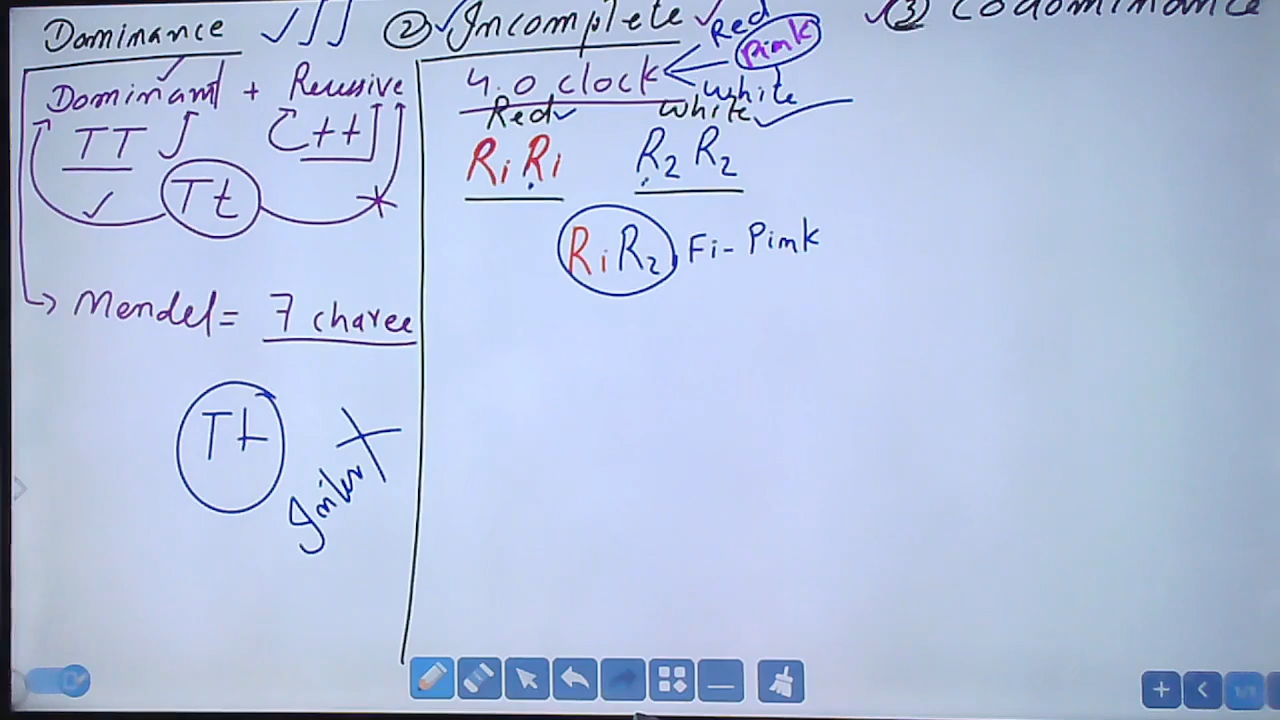 Dominance
Dominant + Recessive
TT tt
Tt
Mendel = 7 charec
Tt
Inter
② Incomplete
Red
Pink
4.0 clock
White
Red White
R1R1 R2R2
R1R2 F1- Pink
③ Codominance